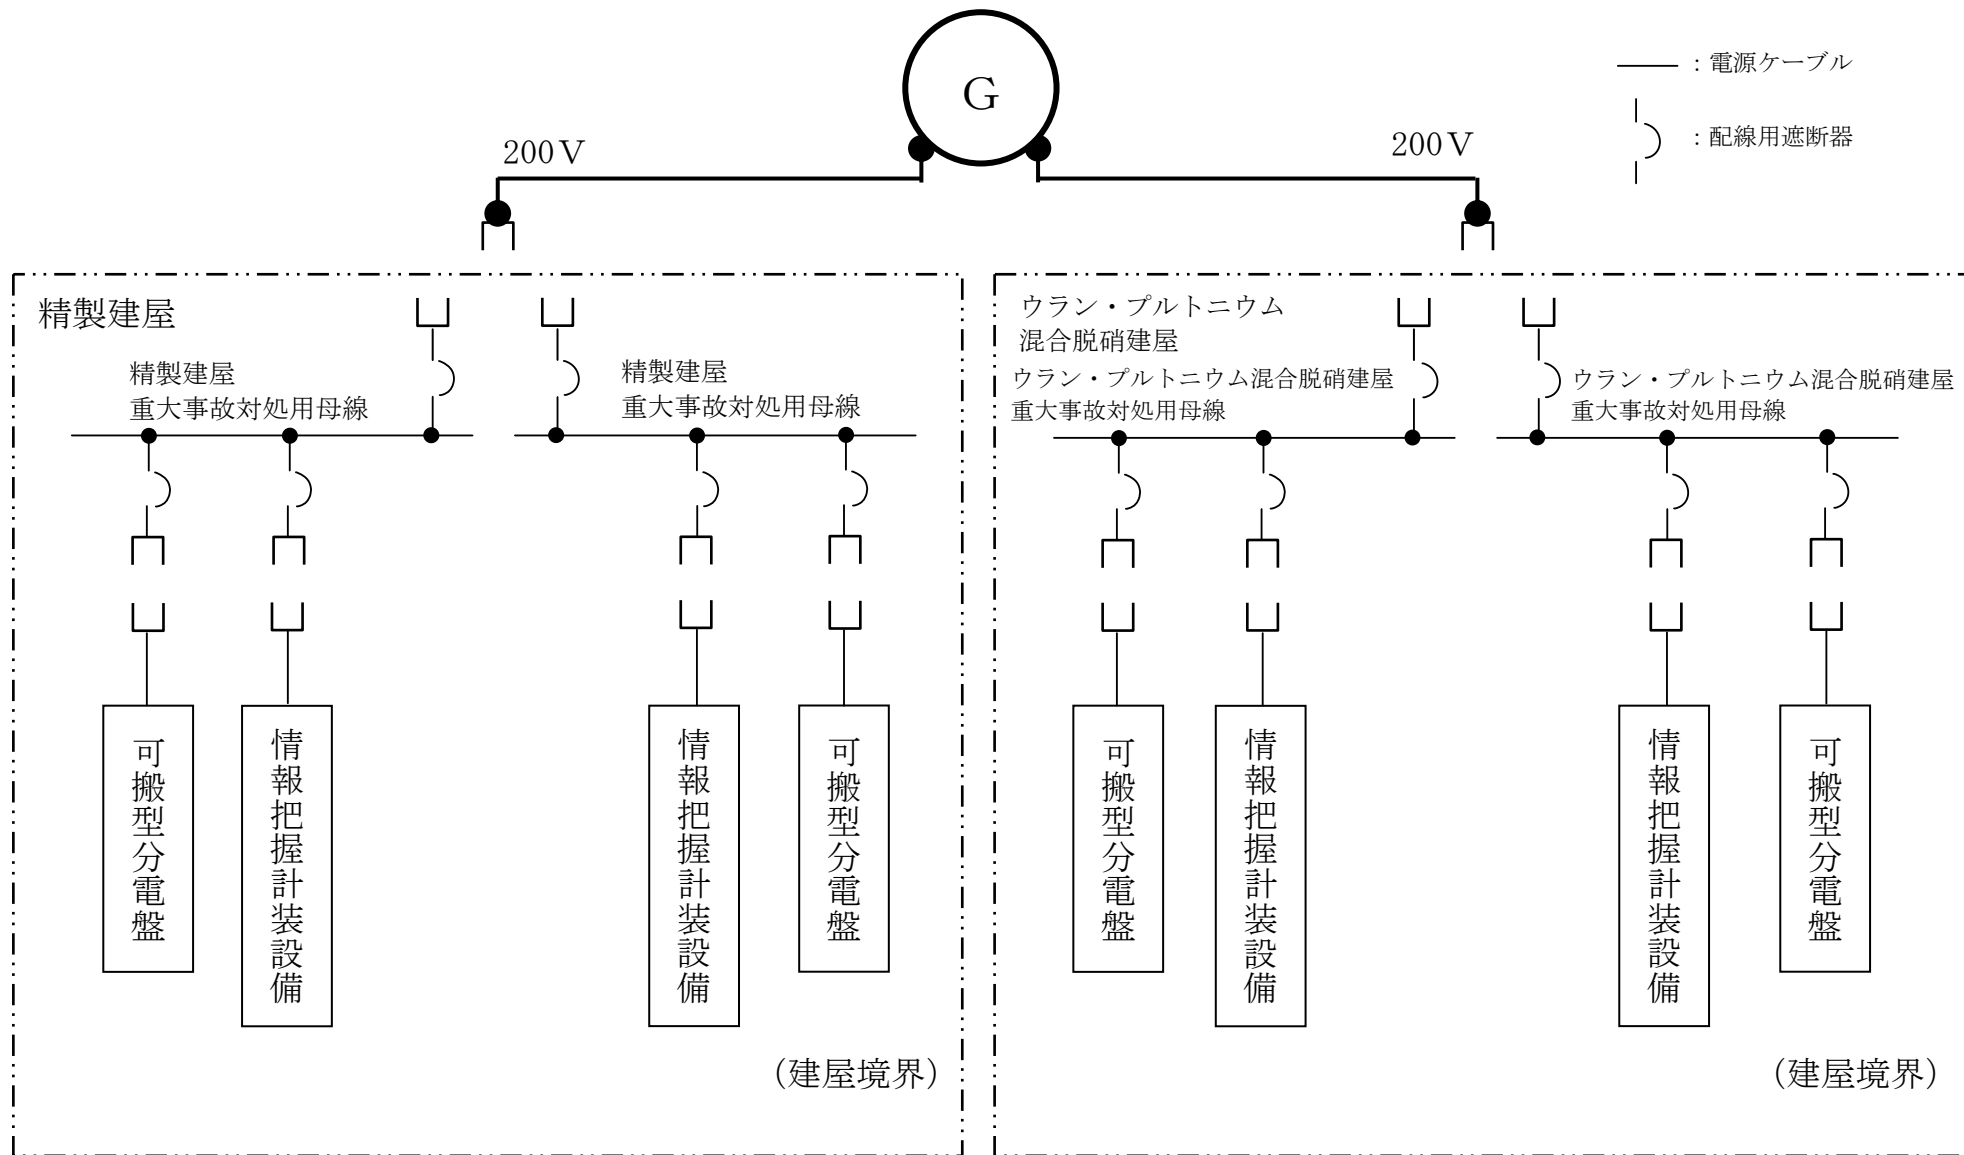 G
200V
200V
：電源ケーブル
：配線用遮断器
精製建屋
精製建屋
重大事故対処用母線
精製建屋
重大事故対処用母線
可搬型分電盤
情報把握計装設備
情報把握計装設備
可搬型分電盤
（建屋境界）
ウラン・プルトニウム
混合脱硝建屋
ウラン・プルトニウム混合脱硝建屋
重大事故対処用母線
ウラン・プルトニウム混合脱硝建屋
重大事故対処用母線
可搬型分電盤
情報把握計装設備
情報把握計装設備
可搬型分電盤
（建屋境界）